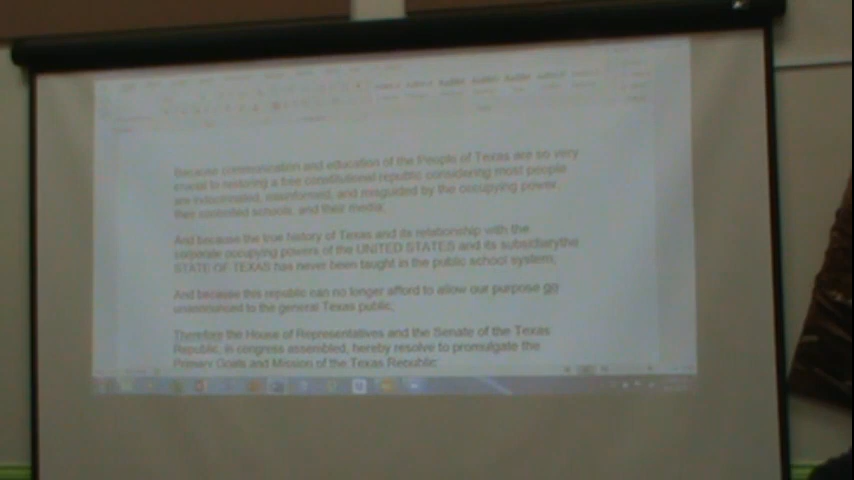 Because communication and education of the People of Texas are so very
crucial to restoring a free constitutional republic considering most people
are indoctrinated, misinformed, and misguided by the occupying power,
their controlled schools, and their media;
And because the true history of Texas and its relationship with the
corporate occupying powers of the UNITED STATES and its subsidiarythe
STATE OF TEXAS has never been taught in the public school system;
And because this republic can no longer afford to allow our purpose go
unannounced to the general Texas public;
Therefore the House of Representatives and the Senate of the Texas
Republic, in congress assembled, hereby resolve to promulgate the
Primary Goals and Mission of the Texas Republic: